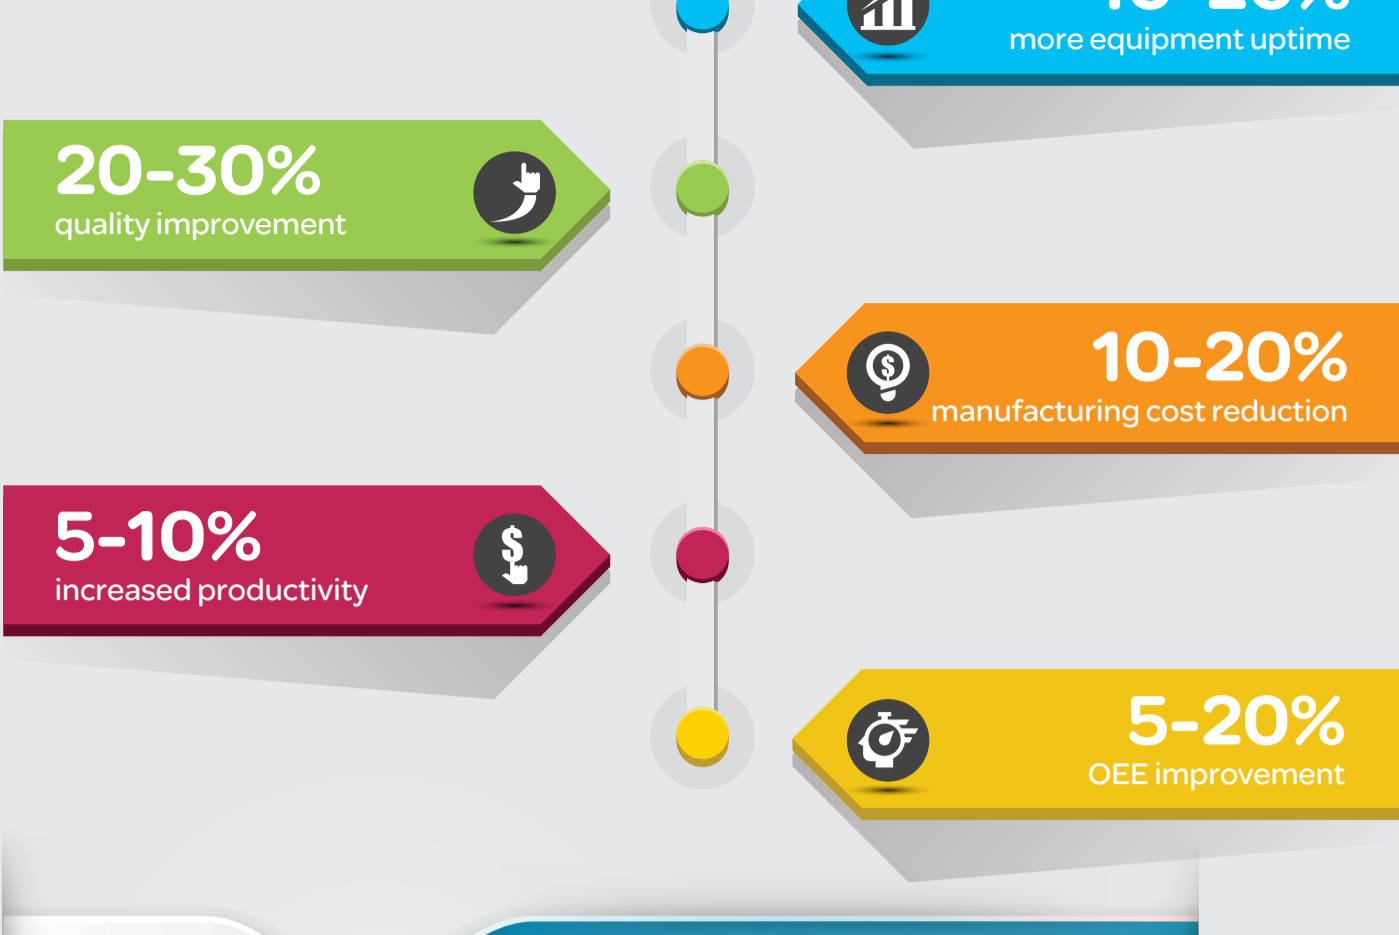 more equipment uptime
20-30%
quality improvement
10-20%
manufacturing cost reduction
5-10%
increased productivity
5-20%
OEE improvement